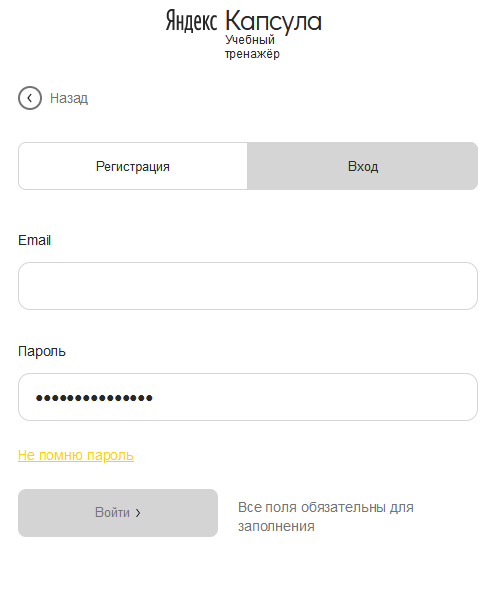 Яндекс Капсула
Учебный
тренажёр
Назад
Регистрация
Вход
Email
Пароль
•••••••••••••••
Не помню пароль
Войти
Все поля обязательны для
заполнения